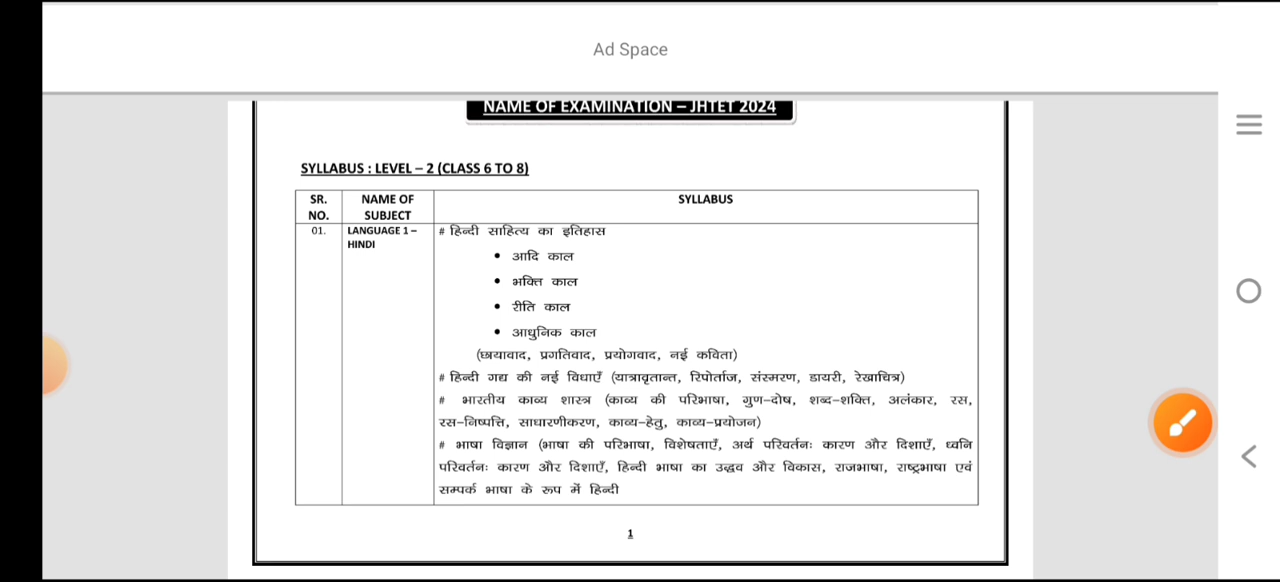 Ad Space
NAME OF EXAMINATION – JHTET 2024
SYLLABUS : LEVEL – 2 (CLASS 6 TO 8)
SR. NO.
NAME OF SUBJECT
SYLLABUS
01.
LANGUAGE 1 –
HINDI
# हिन्दी साहित्य का इतिहास
• आदि काल
• भक्ति काल
• रीति काल
• आधुनिक काल
(छायावाद, प्रगतिवाद, प्रयोगवाद, नई कविता)
# हिन्दी गद्य की नई विधाएँ (यात्रावृतान्त, रिपोर्ताज, संस्मरण, डायरी, रेखाचित्र)
# भारतीय काव्य शास्त्र (काव्य की परिभाषा, गुण-दोष, शब्द-शक्ति, अलंकार, रस,
रस-निष्पत्ति, साधारणीकरण, काव्य-हेतु, काव्य-प्रयोजन)
# भाषा विज्ञान (भाषा की परिभाषा, विशेषताएँ, अर्थ परिवर्तनः कारण और दिशाएँ, ध्वनि
परिवर्तनः कारण और दिशाएँ, हिन्दी भाषा का उद्भव और विकास, राजभाषा, राष्ट्रभाषा एवं
सम्पर्क भाषा के रूप में हिन्दी
1